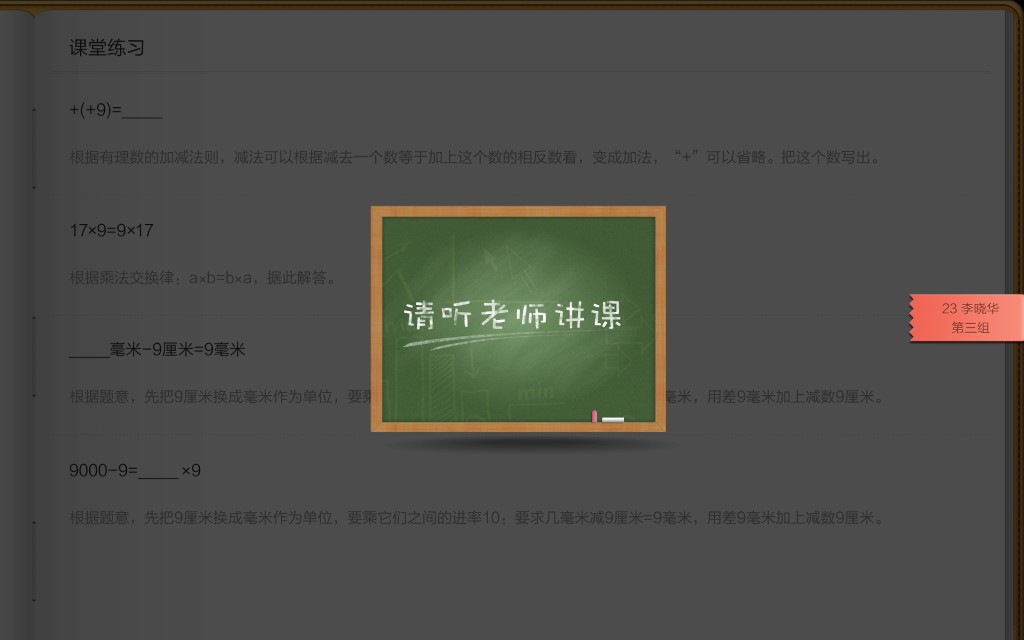 课堂练习
+(+9)=____
根据有理数的加减法则，减法可以根据减去一个数等于加上这个数的相反数看，变成加法，“+”可以省略。把这个数写出。
17×9=9×17
根据乘法交换律：a×b=b×a，据此解答。
请听老师讲课
23 李晓华
第三组
____毫米-9厘米=9毫米
根据题意，先把9厘米换成毫米作为单位，要乘
毫米，用差9毫米加上减数9厘米。
min
9000-9=____×9
根据题意，先把9厘米换成毫米作为单位，要乘它们之间的进率10；要求几毫米减9厘米=9毫米，用差9毫米加上减数9厘米。